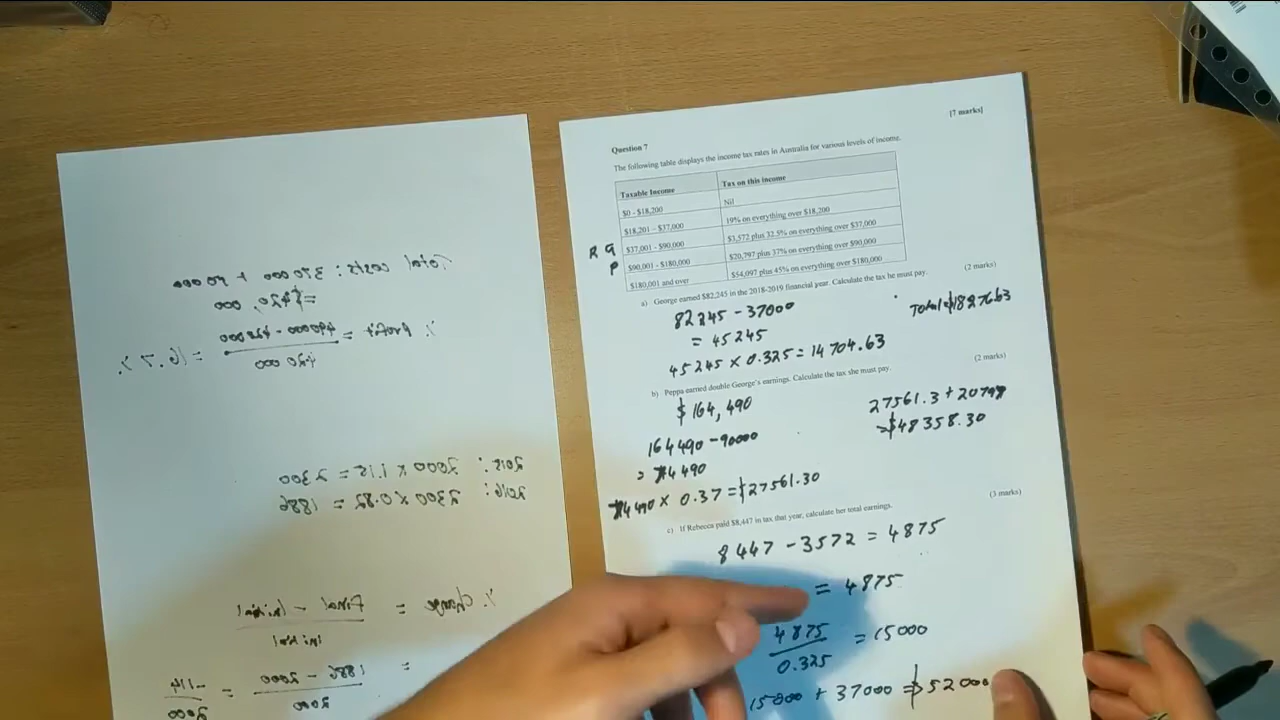 [7 marks]
Question 7
The following table displays the income tax rates in Australia for various levels of income.
Taxable Income Tax on this income
$0 - $18,200 Nil
$18,201 - $37,000 19% on everything over $18,200
R G $37,001 - $90,000 $3,572 plus 32.5% on everything over $37,000
P $90,001 - $180,000 $20,797 plus 37% on everything over $90,000
$180,001 and over $54,097 plus 45% on everything over $180,000
a) George earned $82,245 in the 2018-2019 financial year. Calculate the tax he must pay. (2 marks)
82245 - 37000
= 45245
45245 × 0.325 = 14704.63
Total = $18276.63
b) Peppa earned double George's earnings. Calculate the tax she must pay. (2 marks)
$164,490
164490 - 90000
= 74490
74490 × 0.37 = $27561.30
27561.3 + 20797
= $48358.30
c) If Rebecca paid $8,447 in tax that year, calculate her total earnings. (3 marks)
8447 - 3572 = 4875
= 4875
4875
0.325
= 15000
15000 + 37000 = $52000
Total costs: 350 000 + 70 000
= $420 000
% Profit =
420 000
= 16.7 %
2015: 2000 × 1.15 = 2300
2016: 2300 × 0.82 = 1886
% Change = Final - Initial
Initial
= 1886 - 2000
2000
= -114
2000